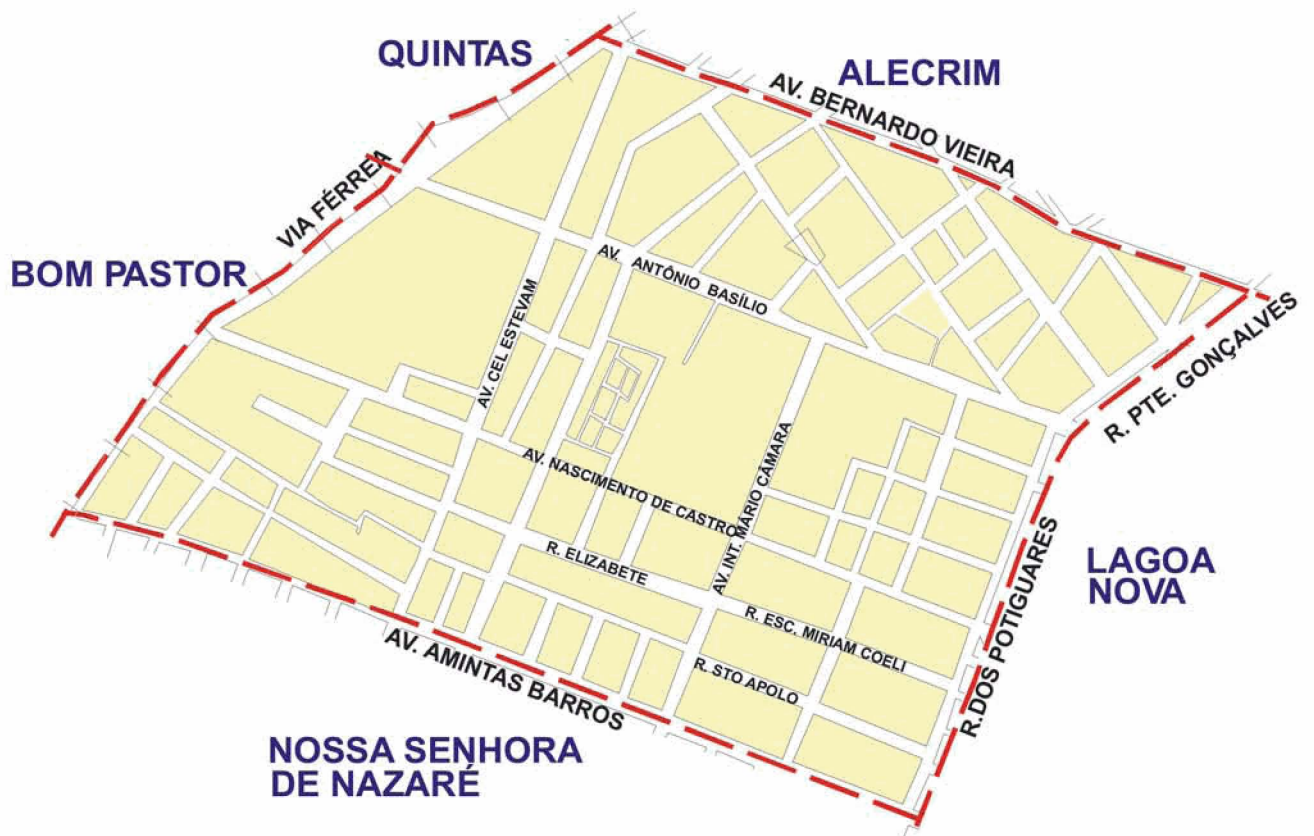 QUINTAS
ALECRIM
AV. BERNARDO VIEIRA
VIA FÉRREA
BOM PASTOR
AV. ANTÔNIO BASÍLIO
AV. CEL ESTEVAM
R. PTE. GONÇALVES
AV. NASCIMENTO DE CASTRO
AV. INT. MARIO CÂMARA
R. ELIZABETE
R. ESC. MIRIAM COELI
R. STO APOLO
R.DOS POTIGUARES
LAGOA
NOVA
AV. AMINTAS BARROS
NOSSA SENHORA
DE NAZARÉ